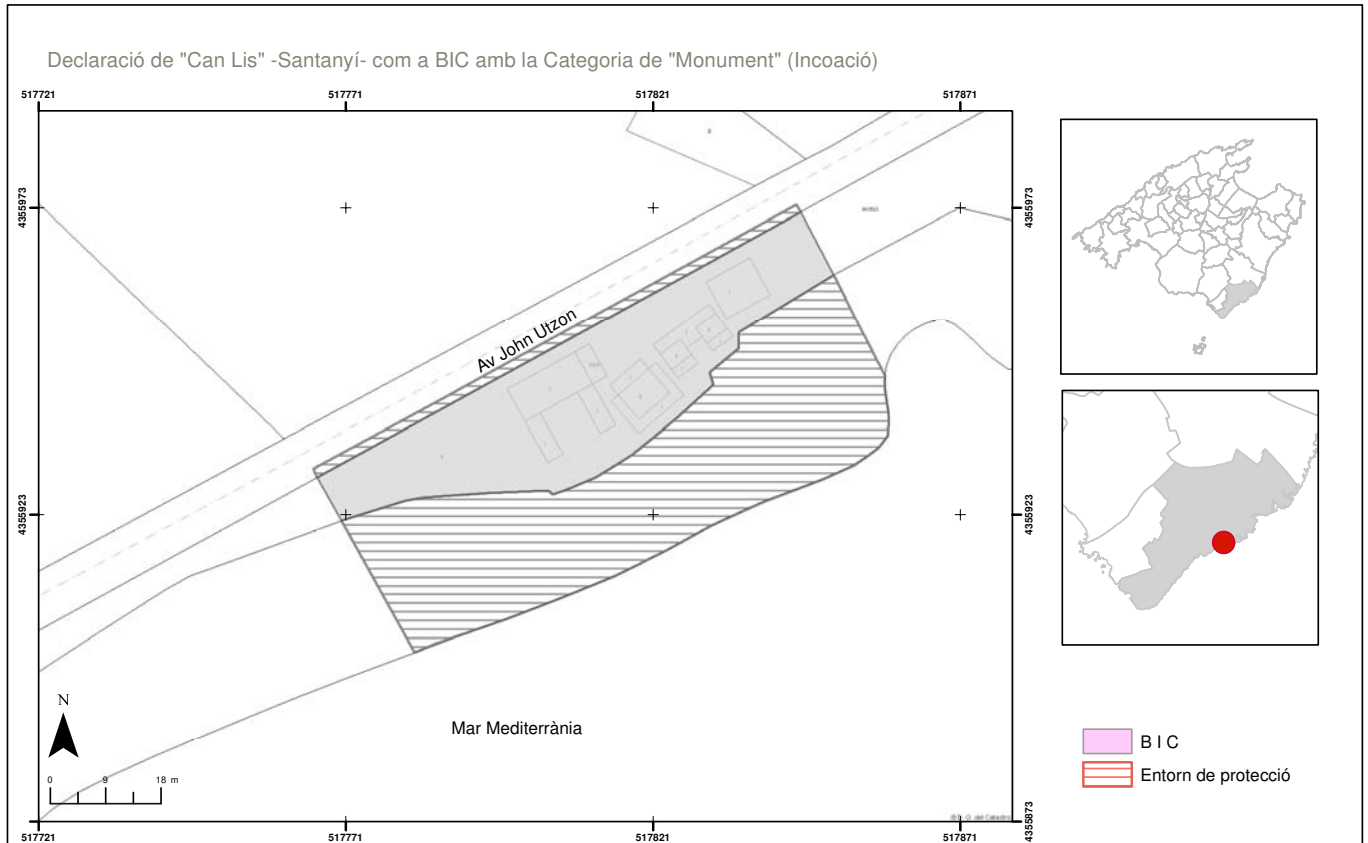 Declaració de "Can Lis" -Santanyí- com a BIC amb la Categoria de "Monument" (Incoació)
517721 517771 517821 517871
4355973 4355973
Av John Utzon
4355923 4355923
Mar Mediterrània
N
0 9 18 m
4355873
517721 517771 517821 517871
B I C
Entorn de protecció